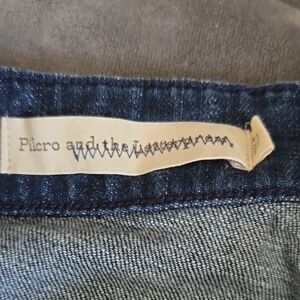 Pilcro and the